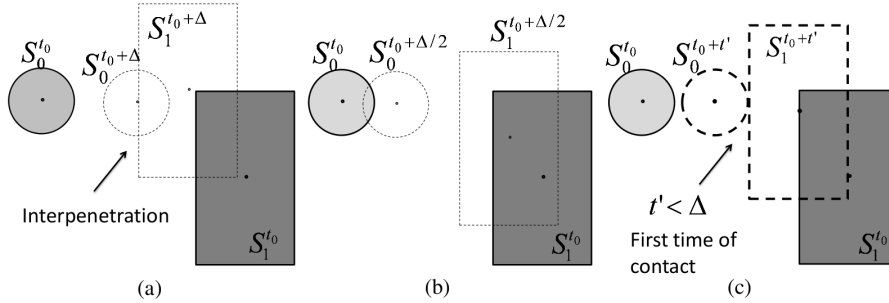 S_0^{t_0}
S_0^{t_0+Δ}
S_1^{t_0+Δ}
Interpenetration
S_1^{t_0}
(a)
S_0^{t_0}
S_0^{t_0+Δ/2}
S_1^{t_0+Δ/2}
S_1^{t_0}
(b)
S_0^{t_0}
S_0^{t_0+t'}
S_1^{t_0+t'}
t' < Δ
First time of
contact
S_1^{t_0}
(c)